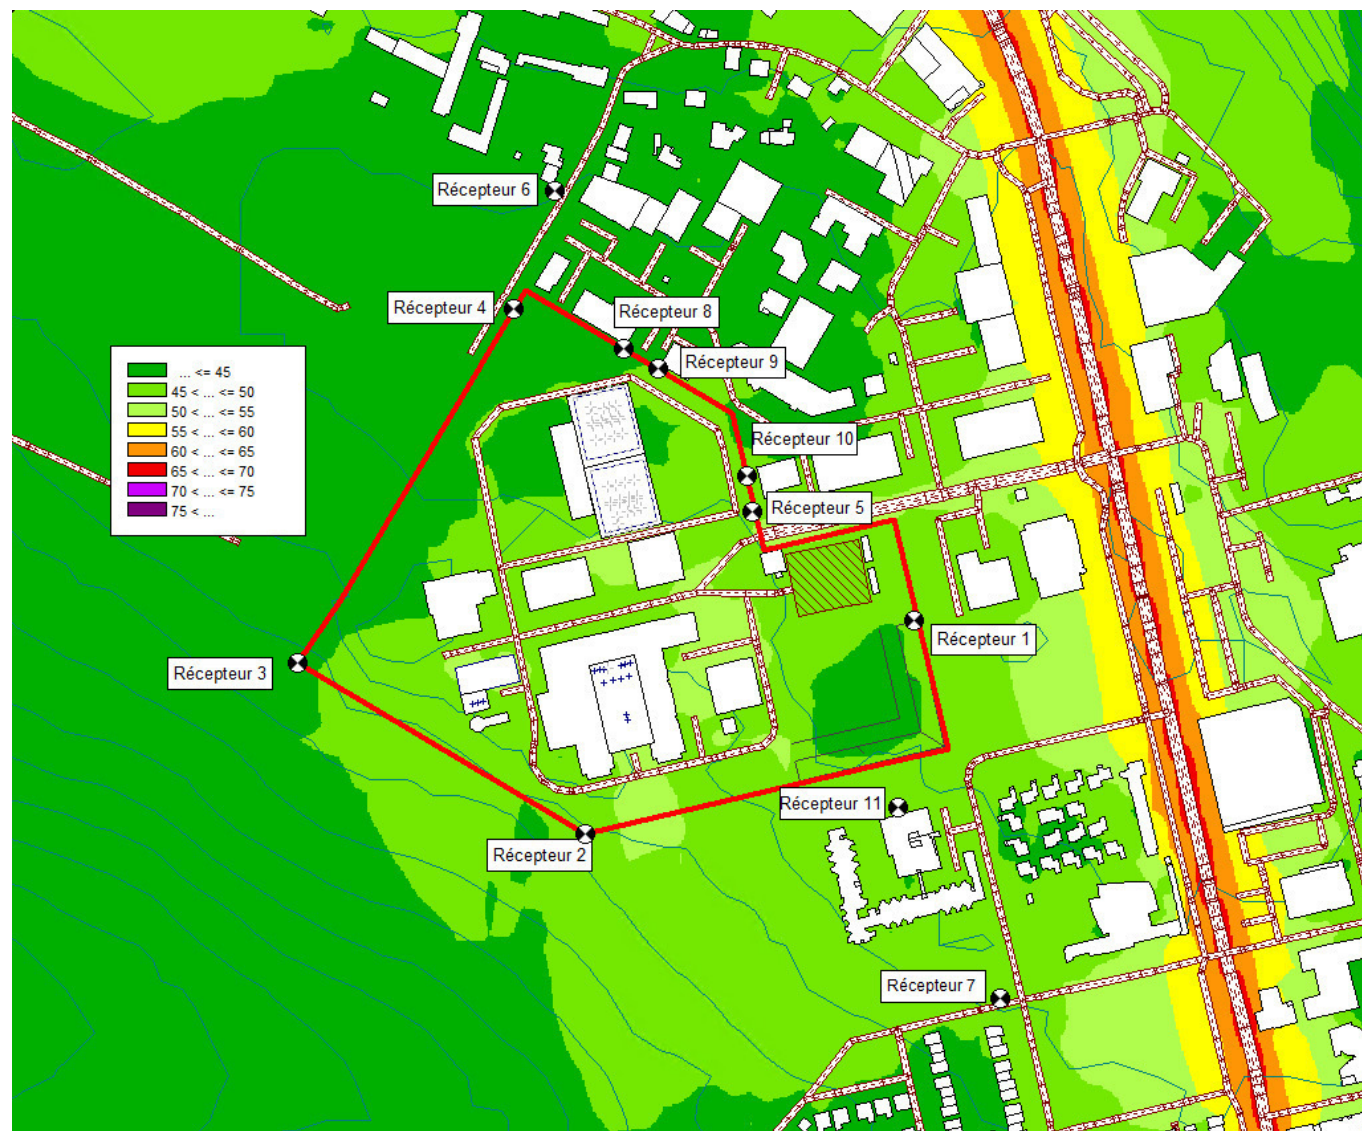 Récepteur 6
Récepteur 4
Récepteur 8
Récepteur 9
... <= 45
45 < ... <= 50
50 < ... <= 55
55 < ... <= 60
60 < ... <= 65
65 < ... <= 70
70 < ... <= 75
75 < ...
Récepteur 10
Récepteur 5
Récepteur 1
Récepteur 3
Récepteur 11
Récepteur 2
Récepteur 7